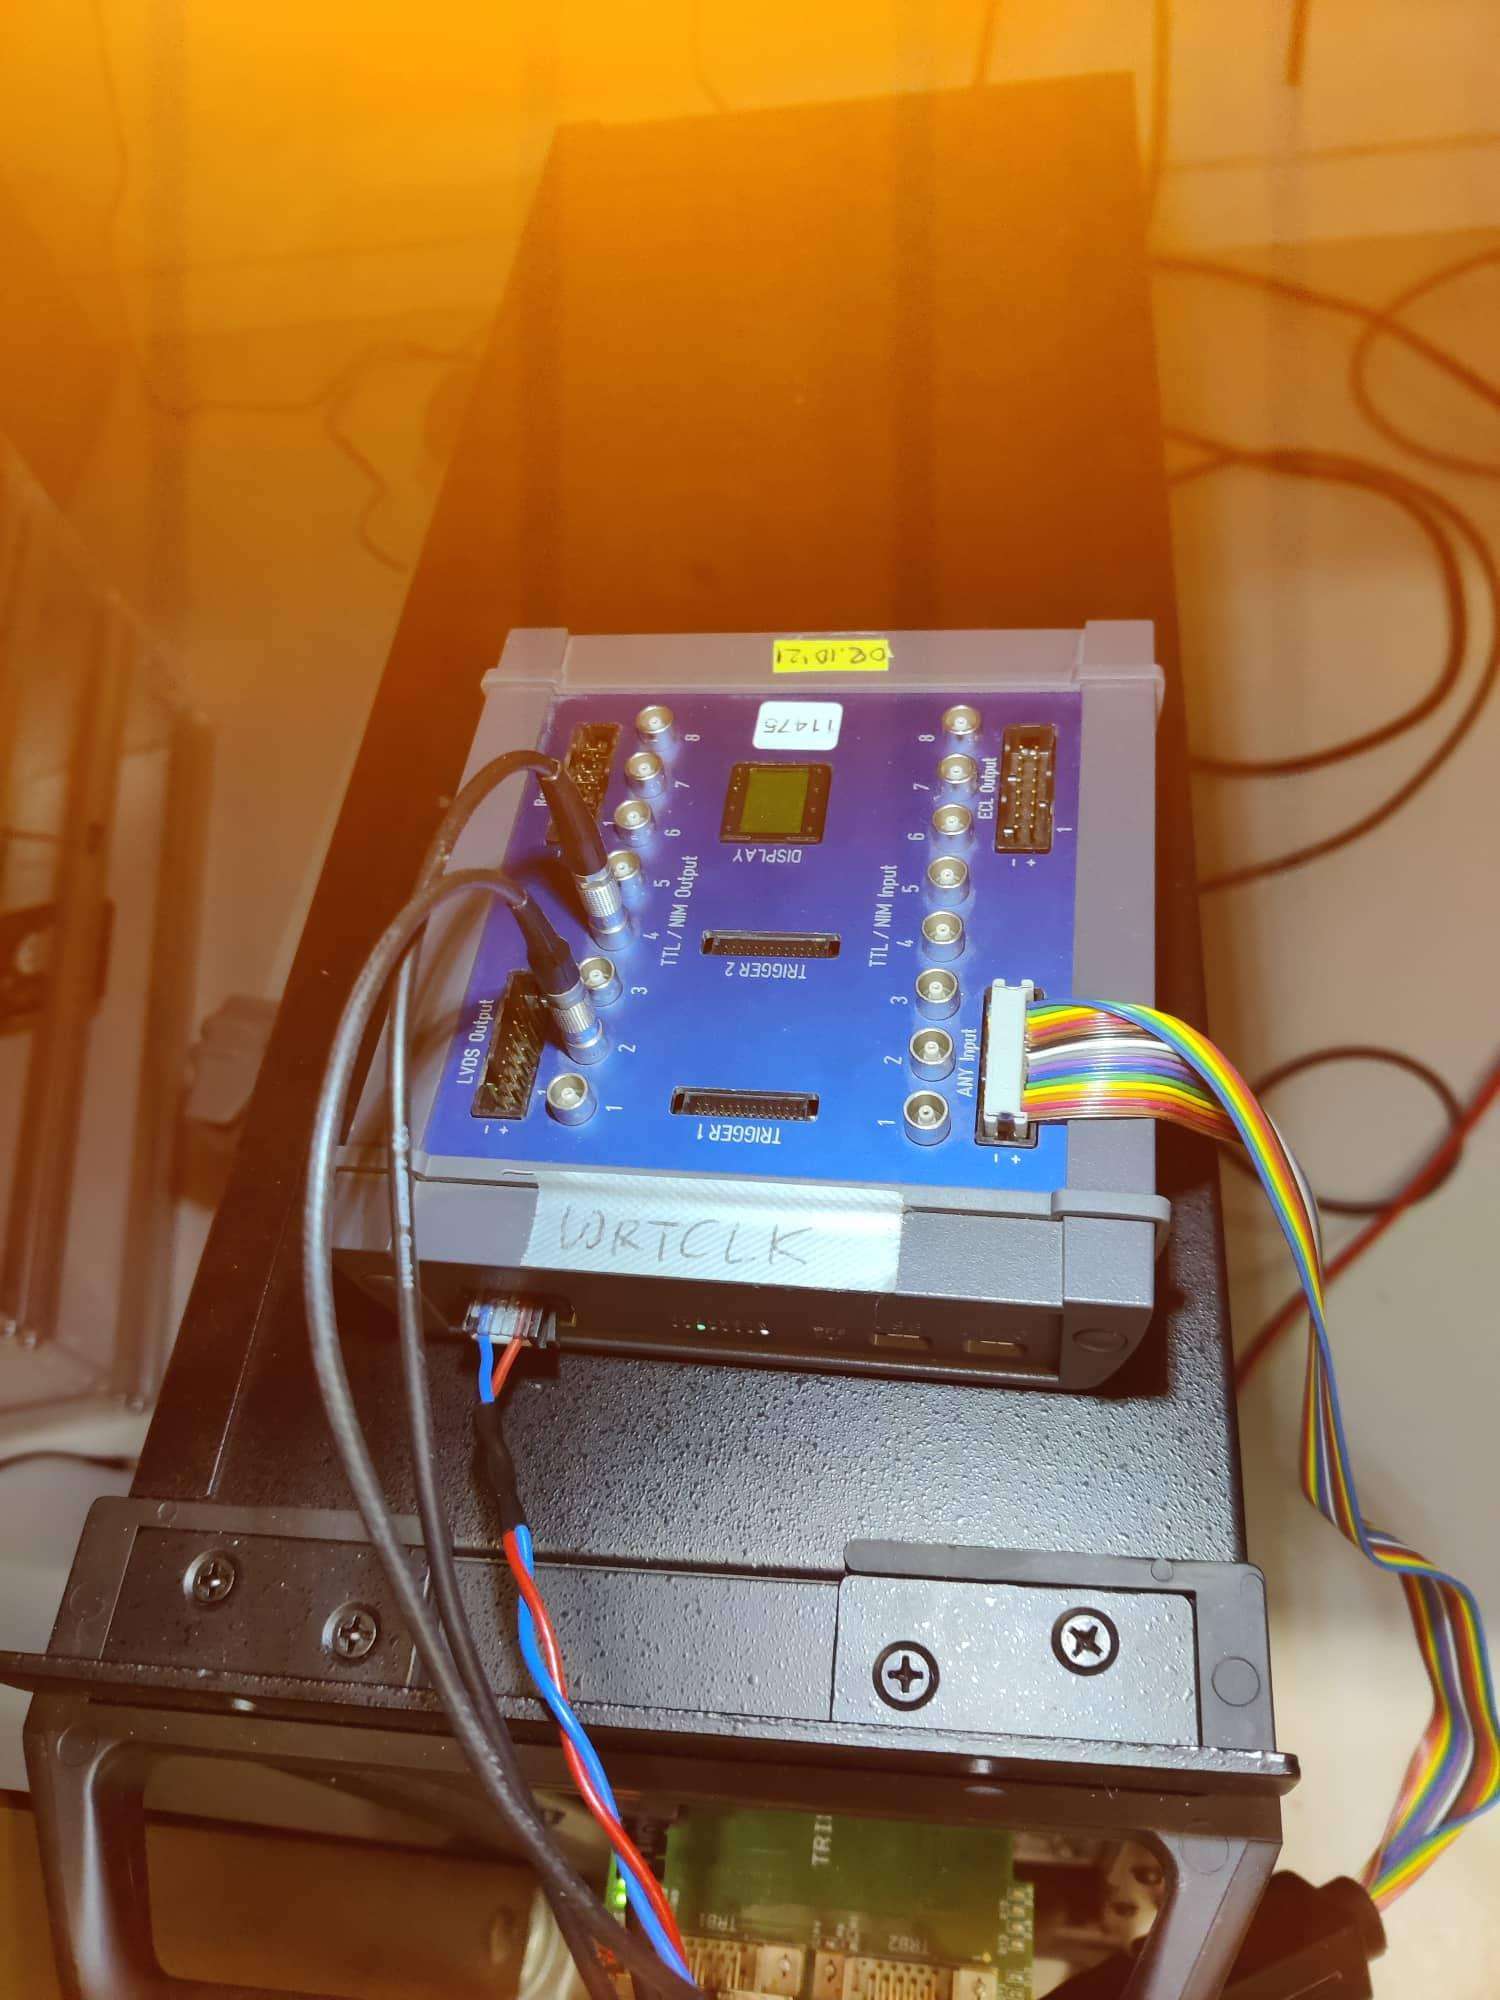 08.10'21
11475
8
7
6
5
4
3
2
1
TTL / NIM Output
LVDS Output
1
- +
DISPLAY
TRIGGER 2
TRIGGER 1
8
7
6
5
4
3
2
1
TTL / NIM Input
ECL Output
1
- +
ANY Input
- +
WRTCLK
TRB1
TRB2